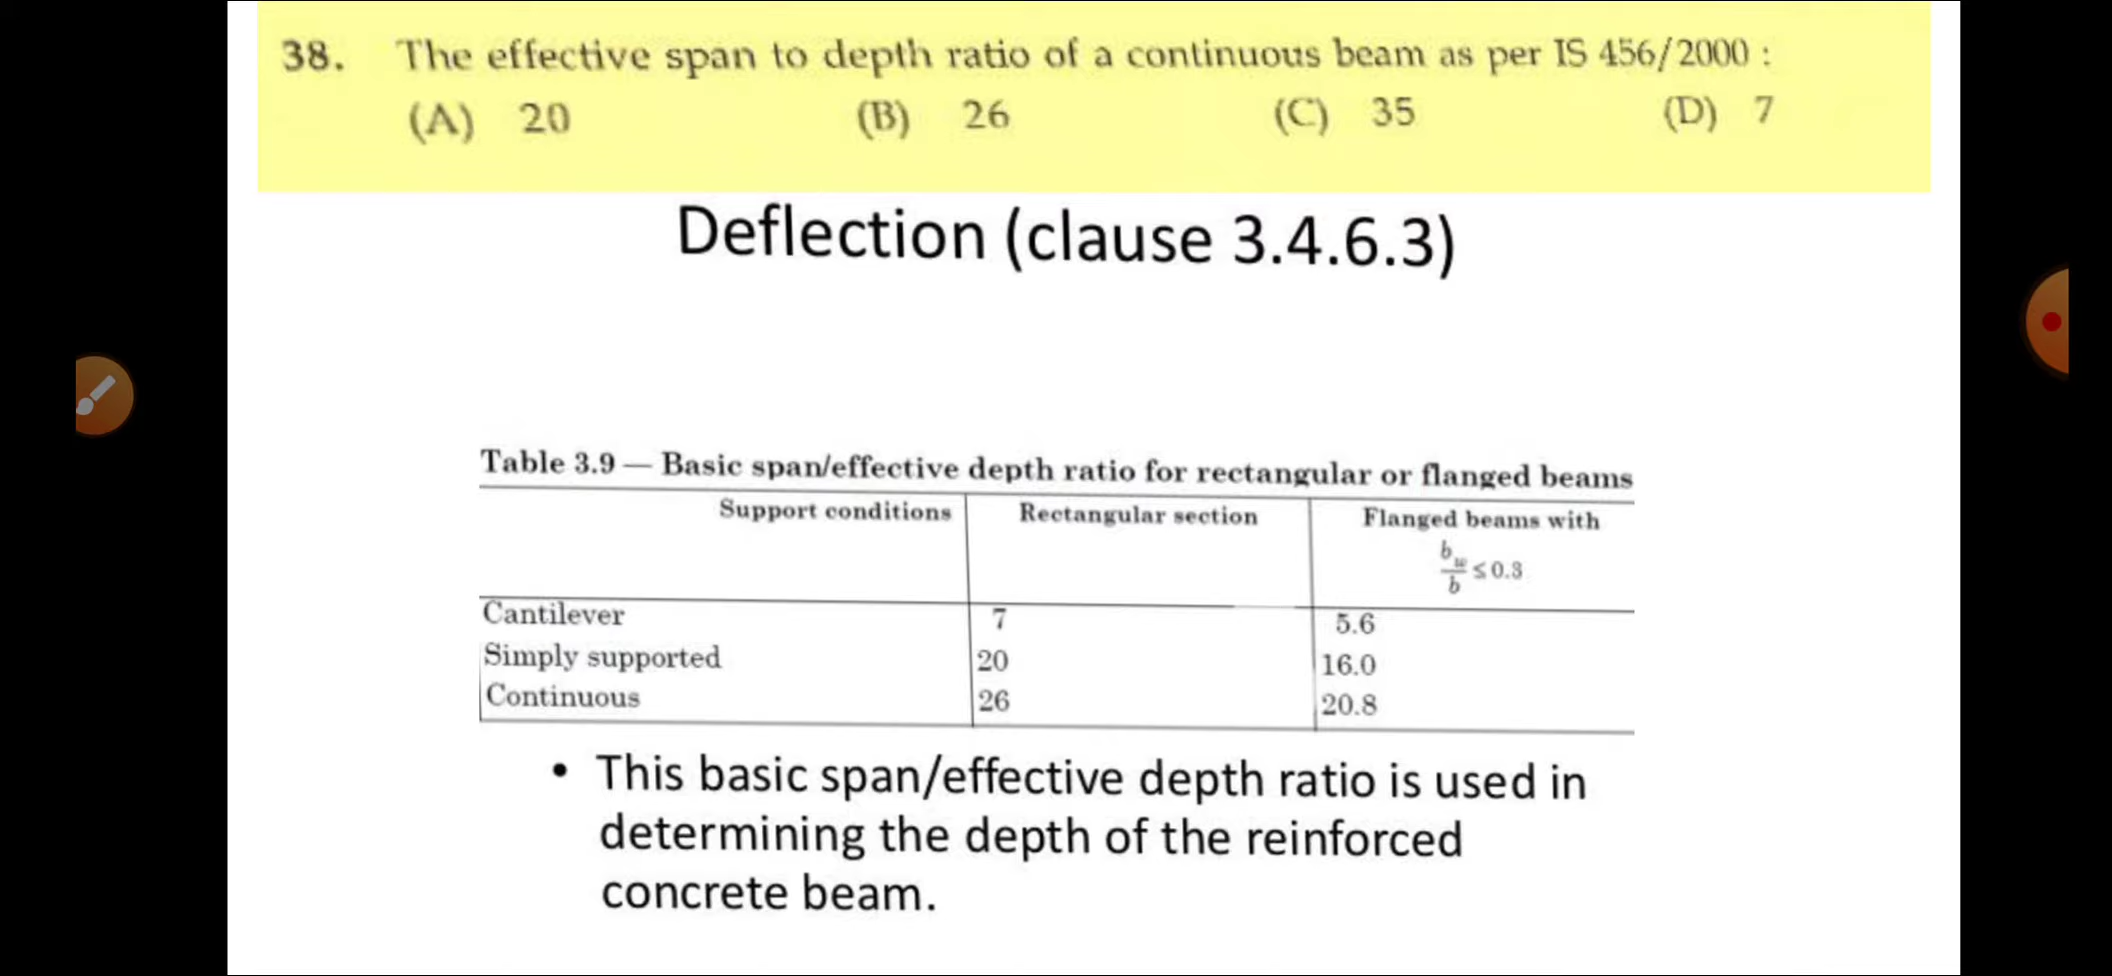 38. The effective span to depth ratio of a continuous beam as per IS 456/2000 :
(A) 20 (B) 26 (C) 35 (D) 7
Deflection (clause 3.4.6.3)
Table 3.9 — Basic span/effective depth ratio for rectangular or flanged beams
Support conditions Rectangular section Flanged beams with
b_w/b ≤ 0.3
Cantilever 7 5.6
Simply supported 20 16.0
Continuous 26 20.8
• This basic span/effective depth ratio is used in
determining the depth of the reinforced
concrete beam.